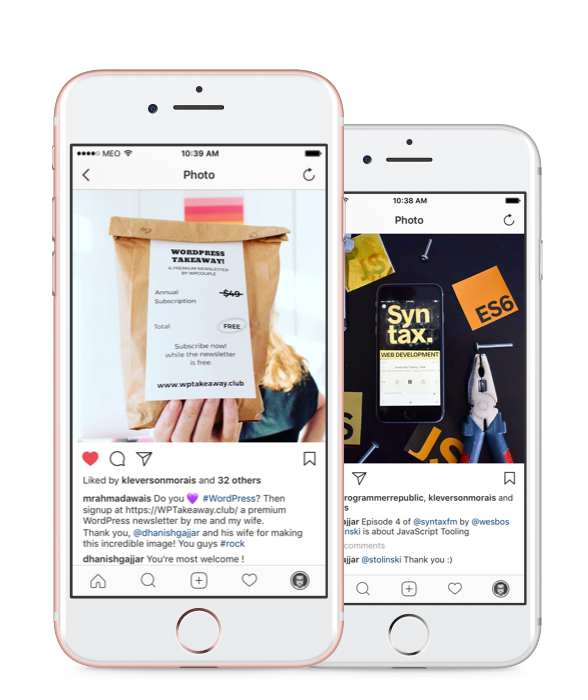 MEO
10:39 AM
Photo
WORDPRESS
TAKEAWAY!
A PREMIUM NEWSLETTER
BY WPCOUPLE
Annual
Subscription
$49
Total
FREE
Subscribe now!
while the newsletter
is free.
www.wptakeaway.club
Liked by kleversonmorais and 32 others
mrahmadawais Do you 💜 #WordPress? Then
signup at https://WPTakeaway.club/ a premium
WordPress newsletter by me and my wife.
Thank you, @dhanishgajjar and his wife for making
this incredible image! You guys #rock
dhanishgajjar You're most welcome !
10:38 AM
Photo
JS
ES6
Syn
tax.
WEB DEVELOPMENT
S
JS
rogrammerrepublic, kleversonmorais and
rs
ajjar Episode 4 of @syntaxfm by @wesbos
nski is about JavaScript Tooling
comments
ajjar @stolinski Thank you :)